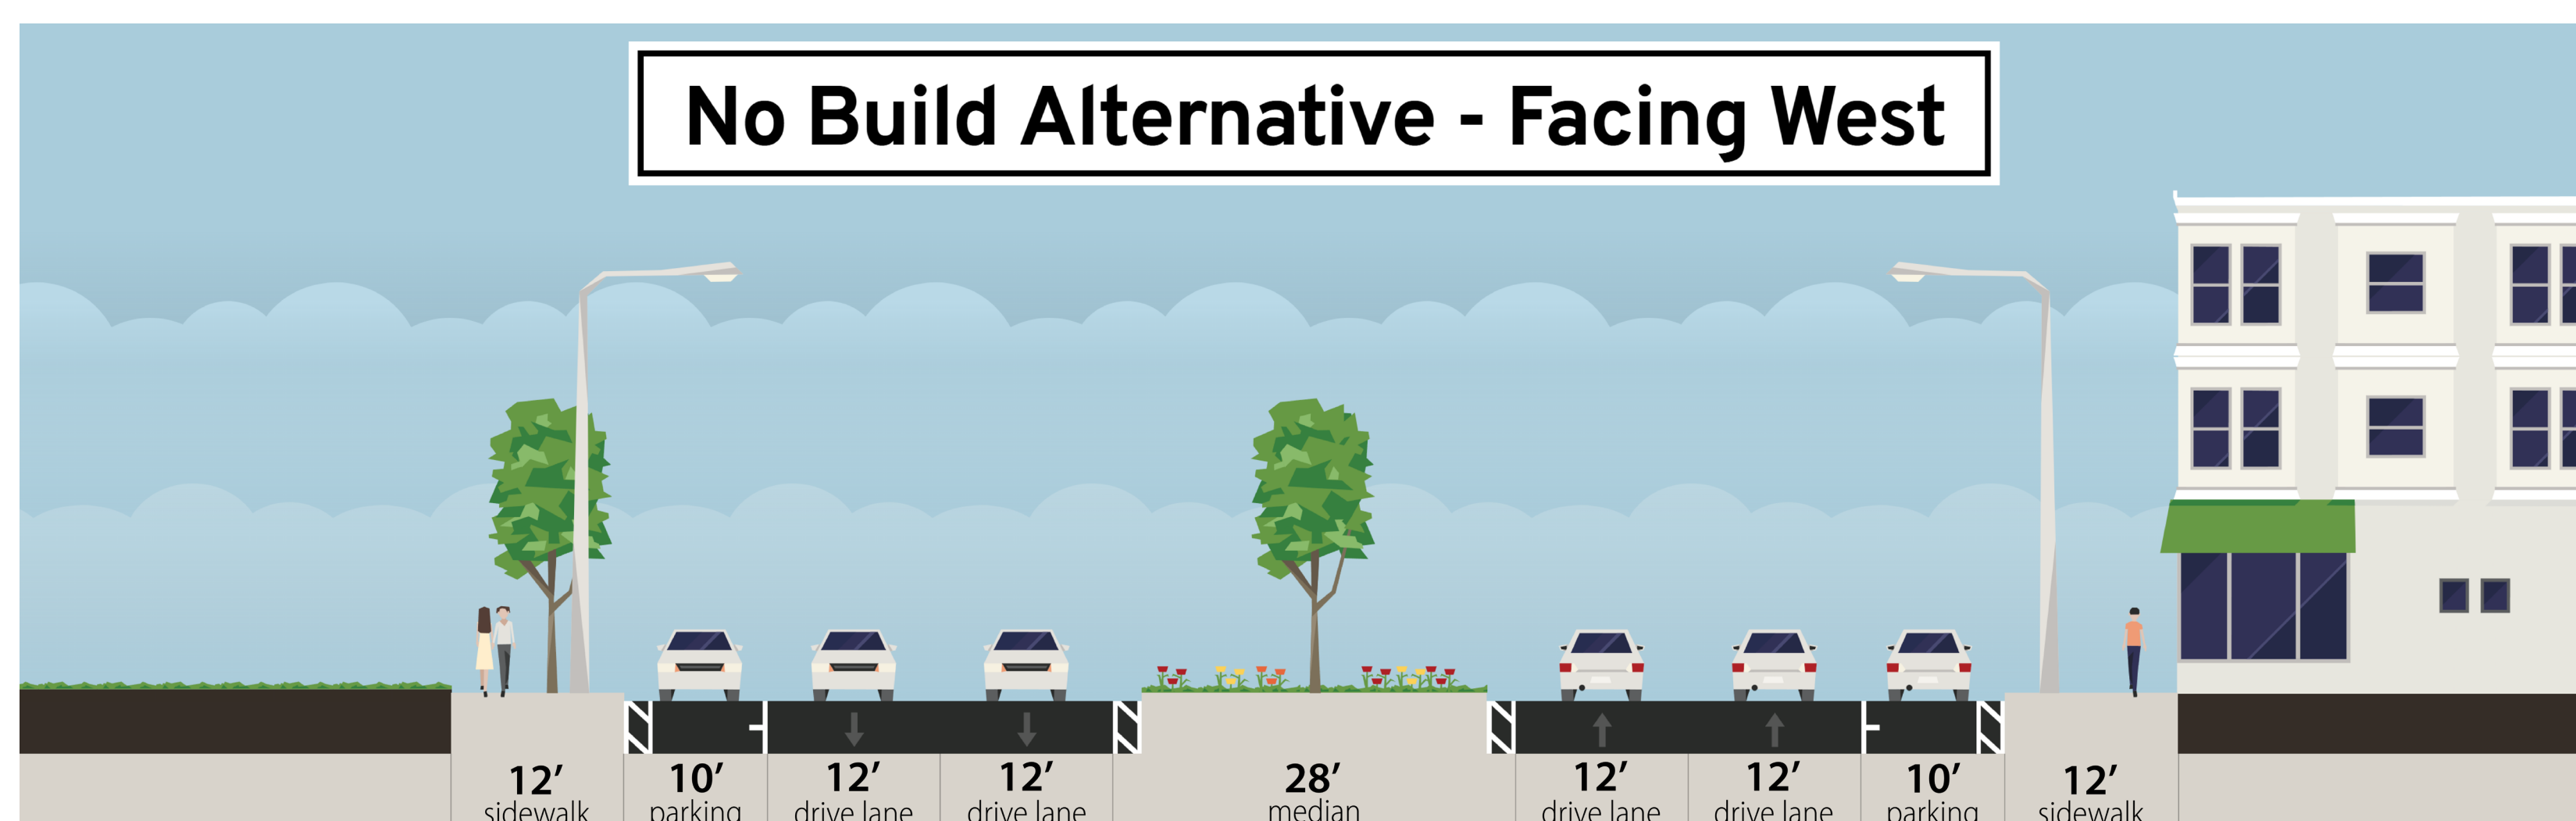 No Build Alternative - Facing West
12’ 10’ 12’ 12’ 28’ 12’ 12’ 10’ 12’
sidewalk parking drive lane drive lane median drive lane drive lane parking sidewalk